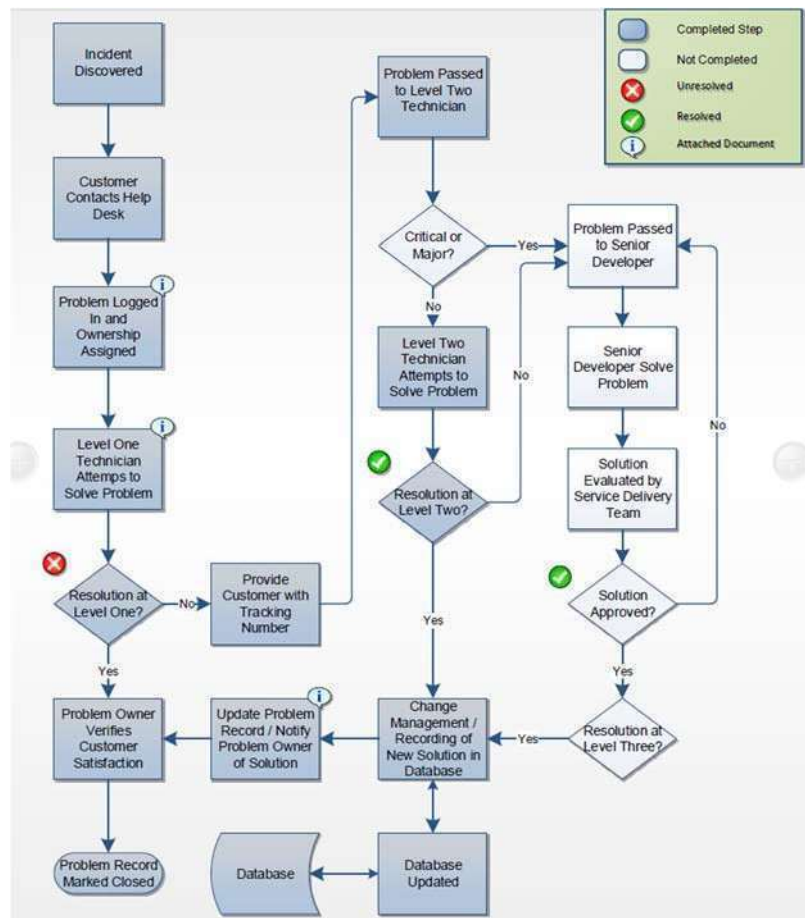 Incident
Discovered
Customer
Contacts Help
Desk
Problem Logged
In and
Ownership
Assigned
Level One
Technician
Attemps to
Solve Problem
Resolution at
Level One?
No
Yes
Provide
Customer with
Tracking
Number
Problem Owner
Verifies
Customer
Satisfaction
Problem Record
Marked Closed
Problem Passed
to Level Two
Technician
Critical or
Major?
Yes
No
Level Two
Technician
Attempts to
Solve Problem
Resolution at
Level Two?
No
Yes
Change
Management /
Recording of
New Solution in
Database
Update Problem
Record / Notify
Problem Owner
of Solution
Database
Updated
Database
Problem Passed
to Senior
Developer
Senior
Developer Solve
Problem
Solution
Evaluated by
Service Delivery
Team
Solution
Approved?
No
Yes
Resolution at
Level Three?
Yes
Completed Step
Not Completed
Unresolved
Resolved
Attached Document